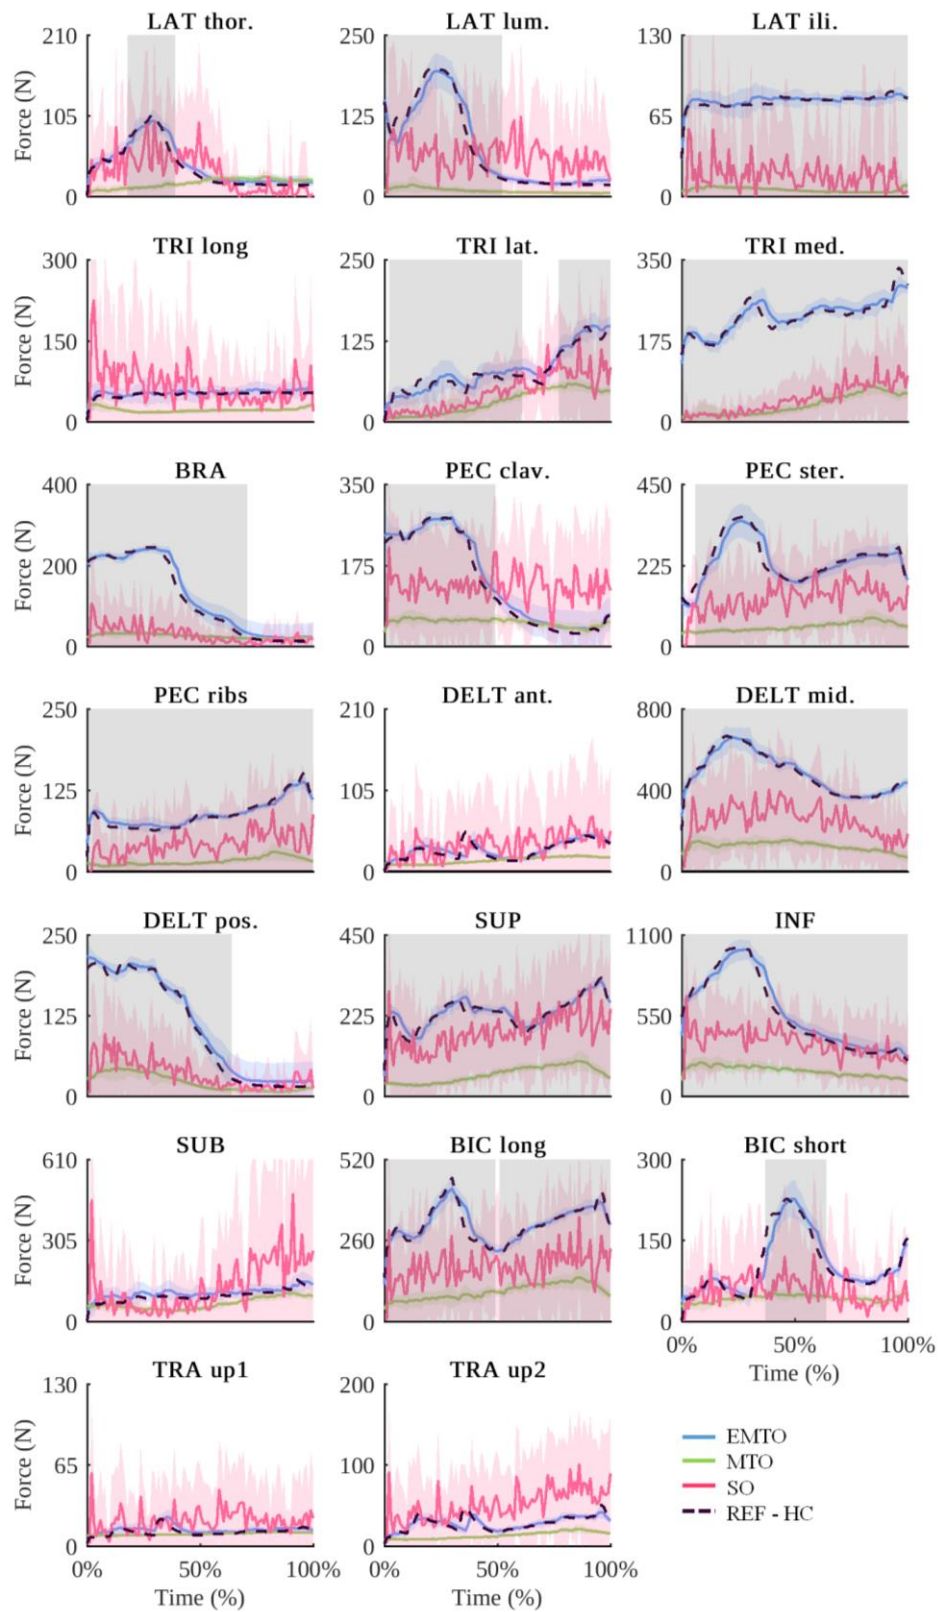 LAT thor. LAT lum. LAT ili.
210 250 130
Force (N)
105 125 65
0 0 0
TRI long TRI lat. TRI med.
300 250 350
Force (N)
150 125 175
0 0 0
BRA PEC clav. PEC ster.
400 350 450
Force (N)
200 175 225
0 0 0
PEC ribs DELT ant. DELT mid.
250 210 800
Force (N)
125 105 400
0 0 0
DELT pos. SUP INF
250 450 1100
Force (N)
125 225 550
0 0 0
SUB BIC long BIC short
610 520 300
Force (N)
305 260 150
0 0 0
0% 50% 100%
Time (%)
TRA up1 TRA up2
130 200
Force (N)
65 100
0 0
0% 50% 100% 0% 50% 100%
Time (%) Time (%)
EMTO
MTO
SO
REF - HC